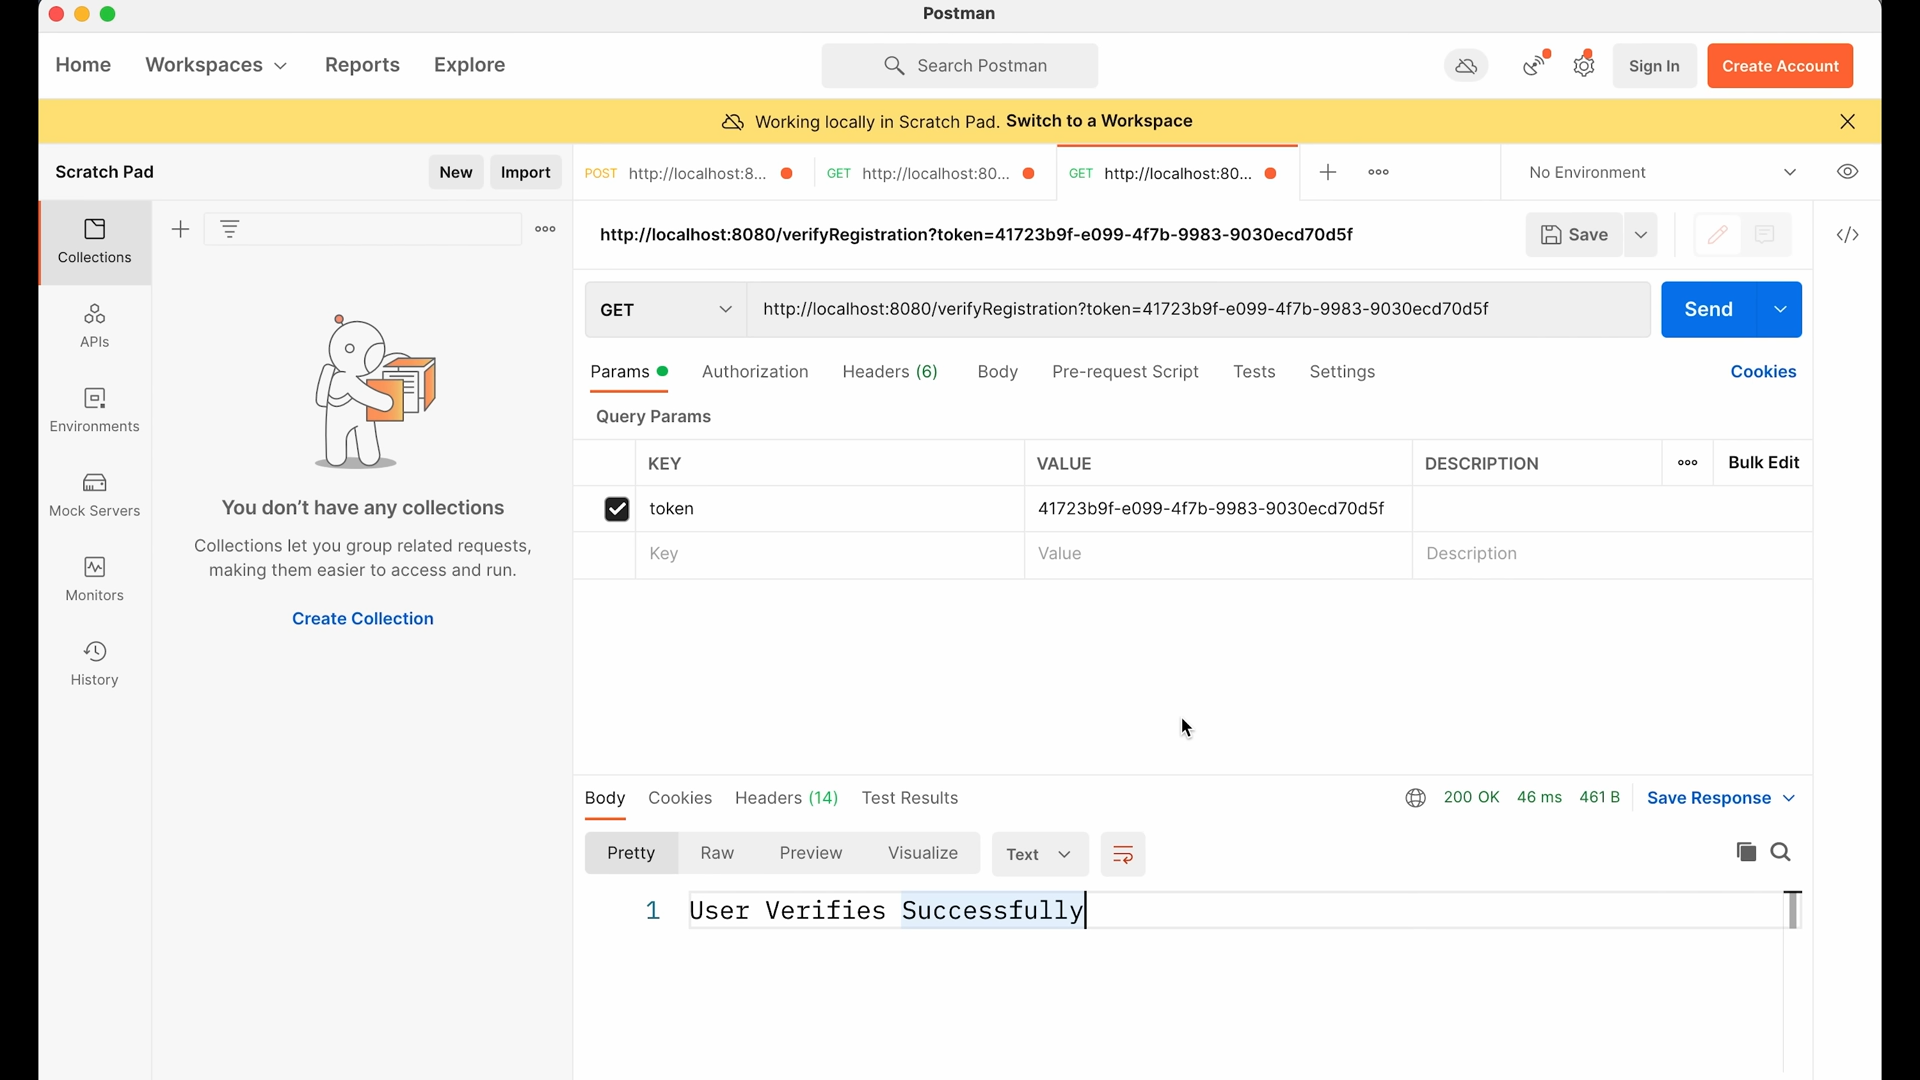 Postman
Home Workspaces Reports Explore Search Postman Sign In Create Account
Working locally in Scratch Pad. Switch to a Workspace
Scratch Pad New Import POST http://localhost:8... GET http://localhost:80... GET http://localhost:80... No Environment
http://localhost:8080/verifyRegistration?token=41723b9f-e099-4f7b-9983-9030ecd70d5f Save
Collections
GET http://localhost:8080/verifyRegistration?token=41723b9f-e099-4f7b-9983-9030ecd70d5f Send
APIs
Params Authorization Headers (6) Body Pre-request Script Tests Settings Cookies
Query Params
Environments
KEY VALUE DESCRIPTION Bulk Edit
token 41723b9f-e099-4f7b-9983-9030ecd70d5f
Mock Servers
Key Value Description
You don’t have any collections
Collections let you group related requests,
making them easier to access and run.
Monitors
Create Collection
History
Body Cookies Headers (14) Test Results 200 OK 46 ms 461 B Save Response
Pretty Raw Preview Visualize Text
1 User Verifies Successfully